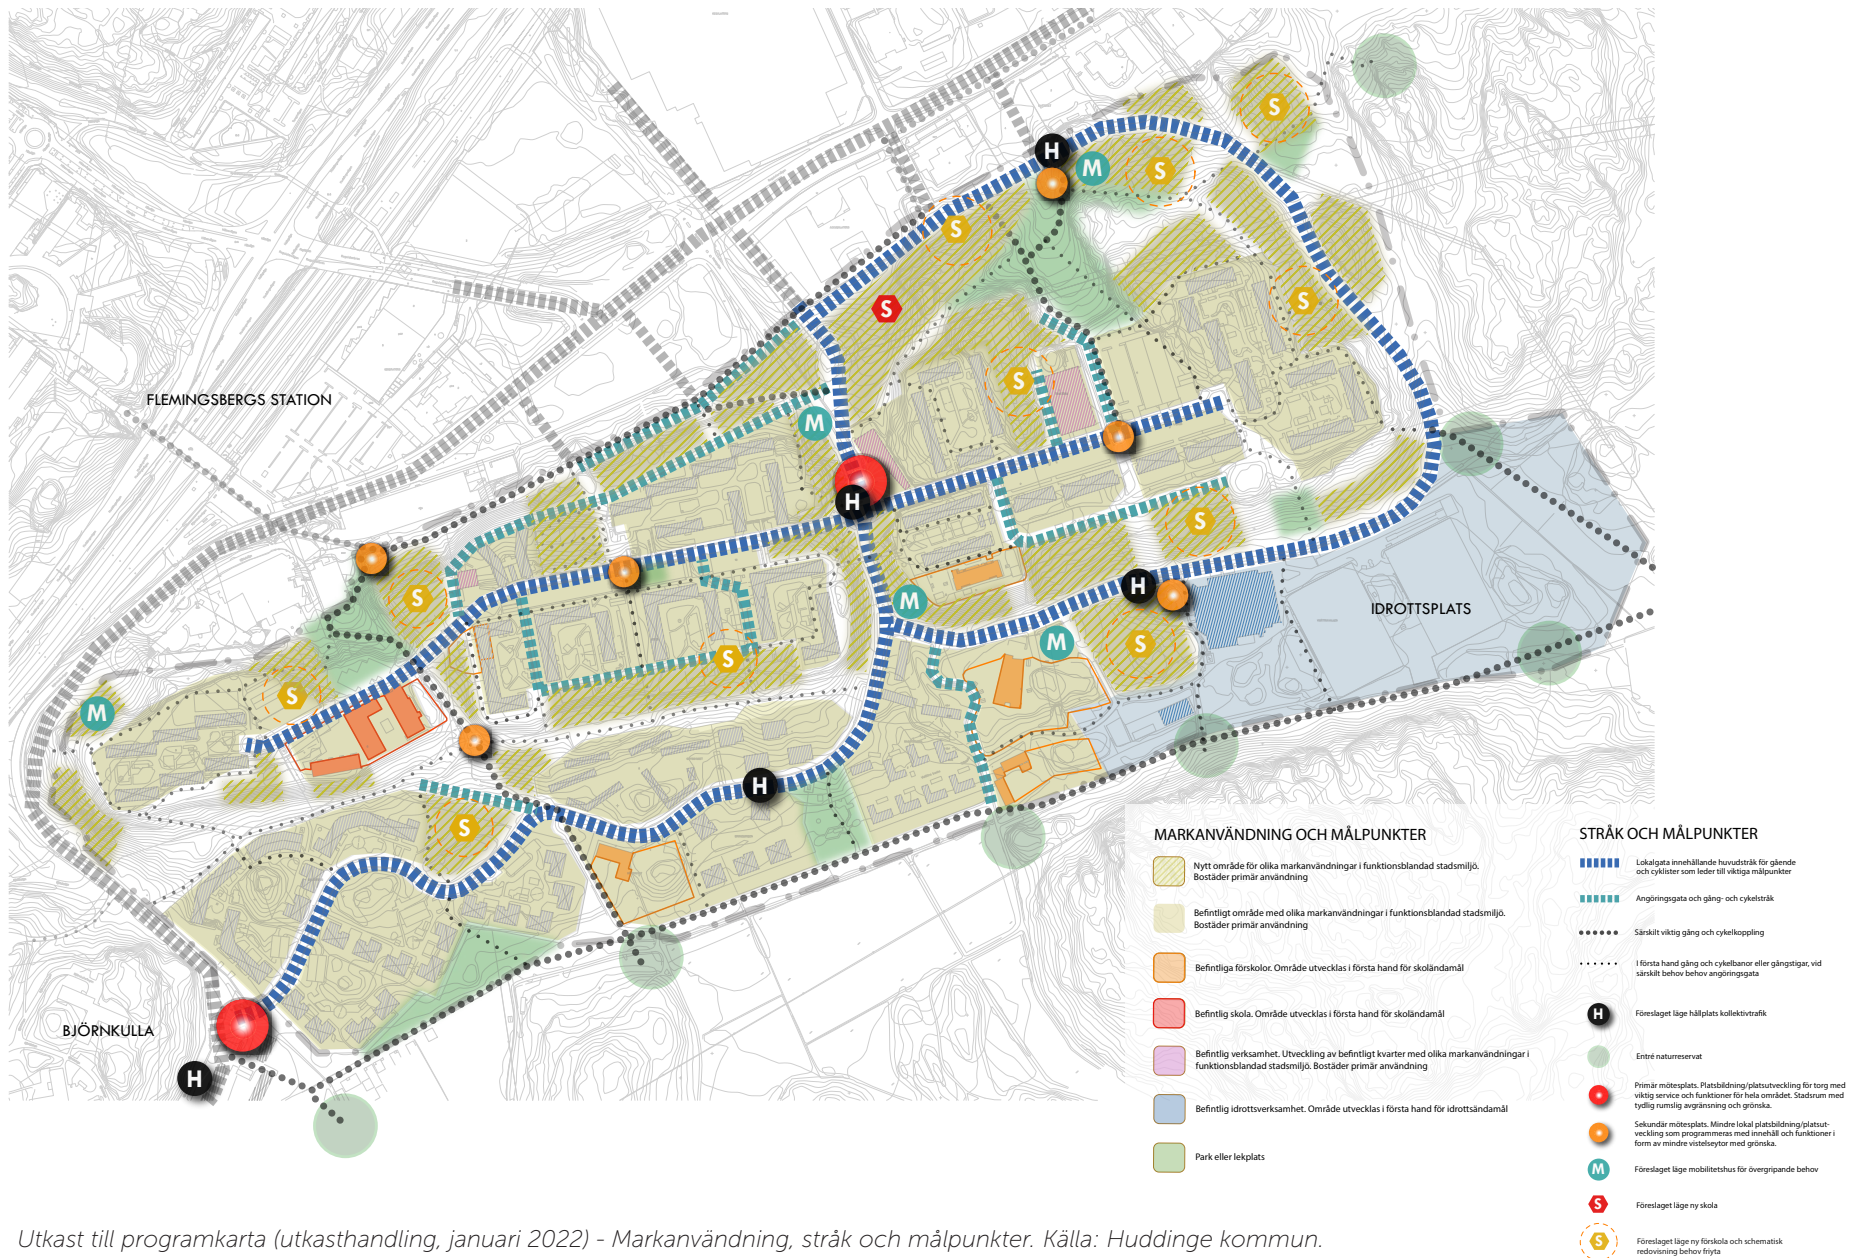 H
S
M
S
S
S
S
S
FLEMINGSBERGS STATION
M
H
S
H
S
IDROTTSPLATS
M
M
S
S
S
M
H
S
BJÖRNKULLA
H
MARKANVÄNDNING OCH MÅLPUNKTER
Nytt område för olika markanvändningar i funktionsblandad stadsmiljö.
Bostäder primär användning
Befintligt område med olika markanvändningar i funktionsblandad stadsmiljö.
Bostäder primär användning
Befintliga förskolor. Område utvecklas i första hand för skoländamål
Befintlig skola. Område utvecklas i första hand för skoländamål
Befintlig verksamhet. Utveckling av befintligt kvarter med olika markanvändningar i
funktionsblandad stadsmiljö. Bostäder primär användning
Befintlig idrottsverksamhet. Område utvecklas i första hand för idrottsändamål
Park eller lekplats
STRÅK OCH MÅLPUNKTER
Lokalgata innehållande huvudstråk för gående
och cyklister som leder till viktiga målpunkter
Angöringsgata och gång- och cykelstråk
Särskilt viktig gång och cykelkoppling
I första hand gång och cykelbanor eller gångstigar, vid
särskilt behov behov angöringsgata
H
Föreslaget läge hållplats kollektivtrafik
Entré naturreservat
Primär mötesplats. Platsbildning/platsutveckling för torg med
viktig service och funktioner för hela området. Stadsrum med
tydlig rumslig avgränsning och grönska.
Sekundär mötesplats. Mindre lokal platsbildning/platsut-
veckling som programmeras med innehåll och funktioner i
form av mindre vistelseytor med grönska.
M
Föreslaget läge mobilitetshus för övergripande behov
S
Föreslaget läge ny skola
S
Föreslaget läge ny förskola och schematisk
redovisning behov friyta
Utkast till programkarta (utkasthandling, januari 2022) - Markanvändning, stråk och målpunkter. Källa: Huddinge kommun.